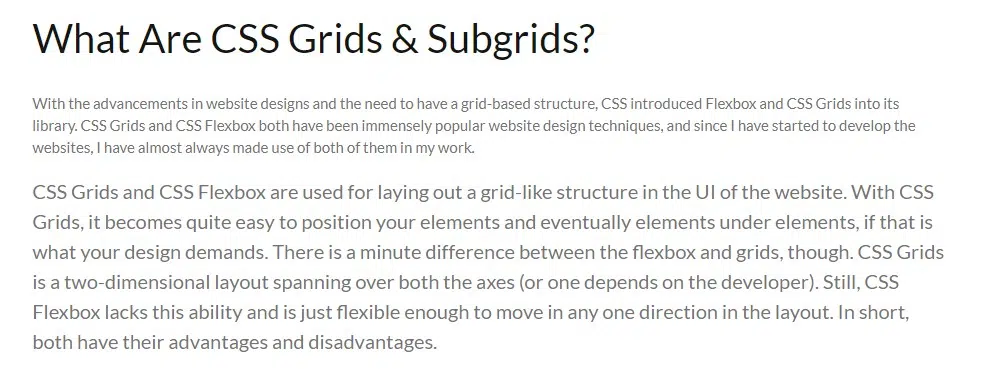 What Are CSS Grids & Subgrids?
With the advancements in website designs and the need to have a grid-based structure, CSS introduced Flexbox and CSS Grids into its
library. CSS Grids and CSS Flexbox both have been immensely popular website design techniques, and since I have started to develop the
websites, I have almost always made use of both of them in my work.
CSS Grids and CSS Flexbox are used for laying out a grid-like structure in the UI of the website. With CSS
Grids, it becomes quite easy to position your elements and eventually elements under elements, if that is
what your design demands. There is a minute difference between the flexbox and grids, though. CSS Grids
is a two-dimensional layout spanning over both the axes (or one depends on the developer). Still, CSS
Flexbox lacks this ability and is just flexible enough to move in any one direction in the layout. In short,
both have their advantages and disadvantages.